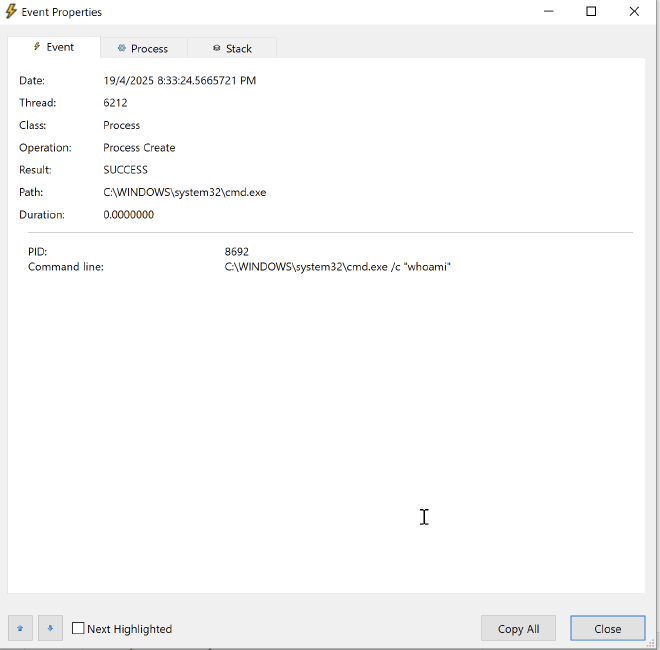 Event Properties
Event Process Stack
Date: 19/4/2025 8:33:24.5665721 PM
Thread: 6212
Class: Process
Operation: Process Create
Result: SUCCESS
Path: C:\WINDOWS\system32\cmd.exe
Duration: 0.0000000
PID: 8692
Command line: C:\WINDOWS\system32\cmd.exe /c "whoami"
Next Highlighted Copy All Close